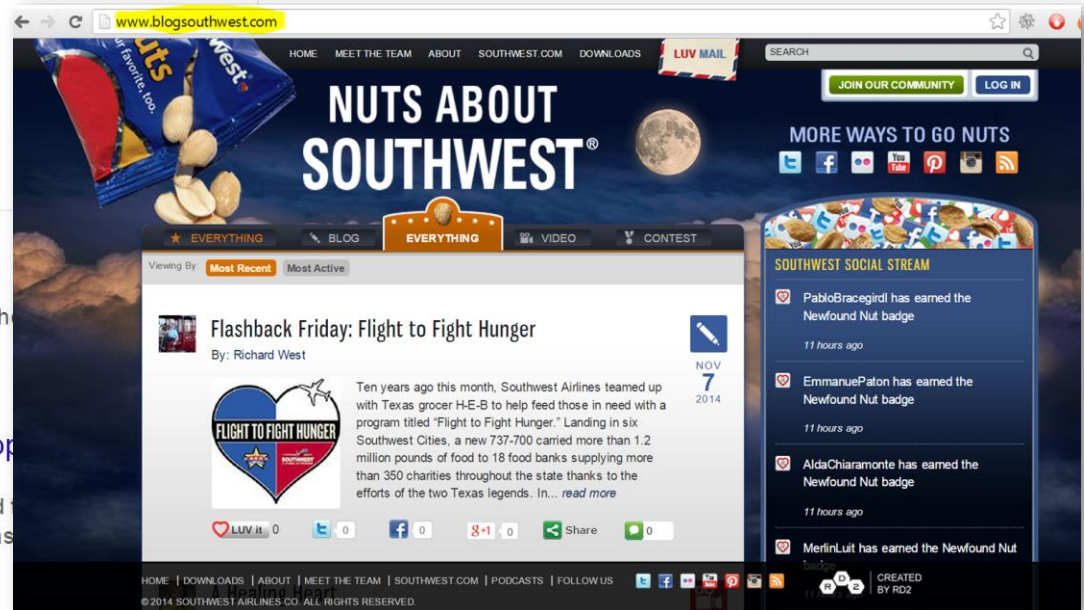 www.blogsouthwest.com
HOME MEET THE TEAM ABOUT SOUTHWEST.COM DOWNLOADS LUV MAIL SEARCH
JOIN OUR COMMUNITY LOG IN
NUTS ABOUT
SOUTHWEST®
MORE WAYS TO GO NUTS
You
Tube
EVERYTHING BLOG EVERYTHING VIDEO CONTEST
Viewing By: Most Recent Most Active
Flashback Friday: Flight to Fight Hunger
By: Richard West
NOV
7
2014
FLIGHT TO FIGHT HUNGER
Ten years ago this month, Southwest Airlines teamed up
with Texas grocer H-E-B to help feed those in need with a
program titled “Flight to Fight Hunger.” Landing in six
Southwest Cities, a new 737-700 carried more than 1.2
million pounds of food to 18 food banks supplying more
than 350 charities throughout the state thanks to the
efforts of the two Texas legends. In... read more
LUV it 0 0 0 g+1 0 Share 0
SOUTHWEST SOCIAL STREAM
PabloBracegirdl has earned the
Newfound Nut badge
11 hours ago
EmmanuePaton has earned the
Newfound Nut badge
11 hours ago
AldaChiaramonte has earned the
Newfound Nut badge
11 hours ago
MerlinLuit has earned the Newfound Nut
badge
HOME | DOWNLOADS | ABOUT | MEET THE TEAM | SOUTHWEST.COM | PODCASTS | FOLLOW US
A Healing Heart
© 2014 SOUTHWEST AIRLINES CO. ALL RIGHTS RESERVED.
RD2 CREATED
BY RD2